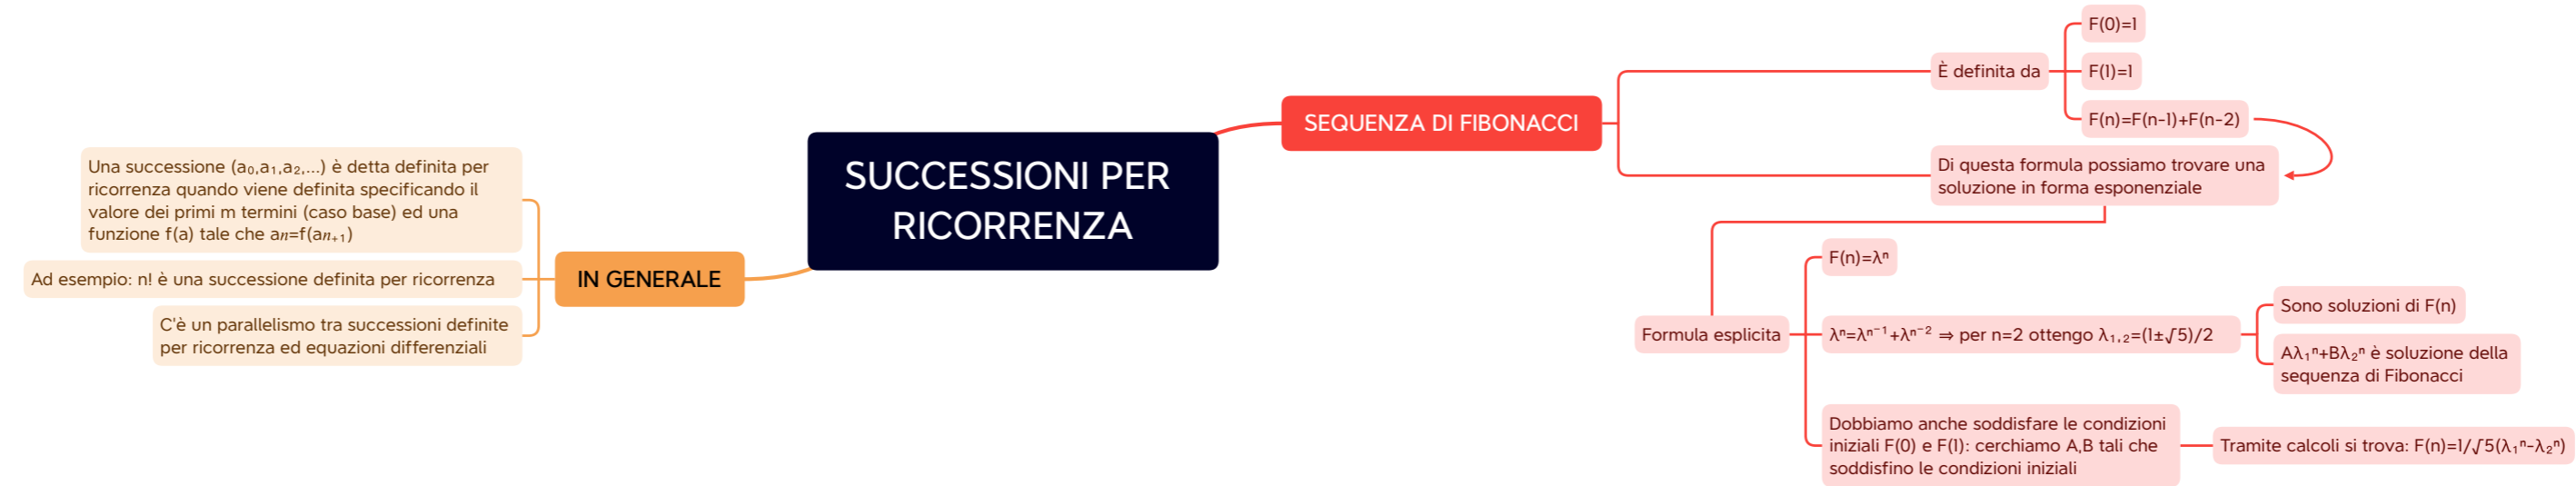 SUCCESSIONI PER
RICORRENZA
SEQUENZA DI FIBONACCI
È definita da
F(0)=1
F(1)=1
F(n)=F(n-1)+F(n-2)
Di questa formula possiamo trovare una
soluzione in forma esponenziale
Formula esplicita
F(n)=λⁿ
λⁿ=λⁿ⁻¹+λⁿ⁻² ⇒ per n=2 ottengo λ₁,₂=(1±√5)/2
Sono soluzioni di F(n)
Aλ₁ⁿ+Bλ₂ⁿ è soluzione della
sequenza di Fibonacci
Dobbiamo anche soddisfare le condizioni
iniziali F(0) e F(1): cerchiamo A,B tali che
soddisfino le condizioni iniziali
Tramite calcoli si trova: F(n)=1/√5(λ₁ⁿ-λ₂ⁿ)
IN GENERALE
Una successione (a₀,a₁,a₂,...) è detta definita per
ricorrenza quando viene definita specificando il
valore dei primi m termini (caso base) ed una
funzione f(a) tale che a𝑛=f(a𝑛₊₁)
Ad esempio: n! è una successione definita per ricorrenza
C'è un parallelismo tra successioni definite
per ricorrenza ed equazioni differenziali